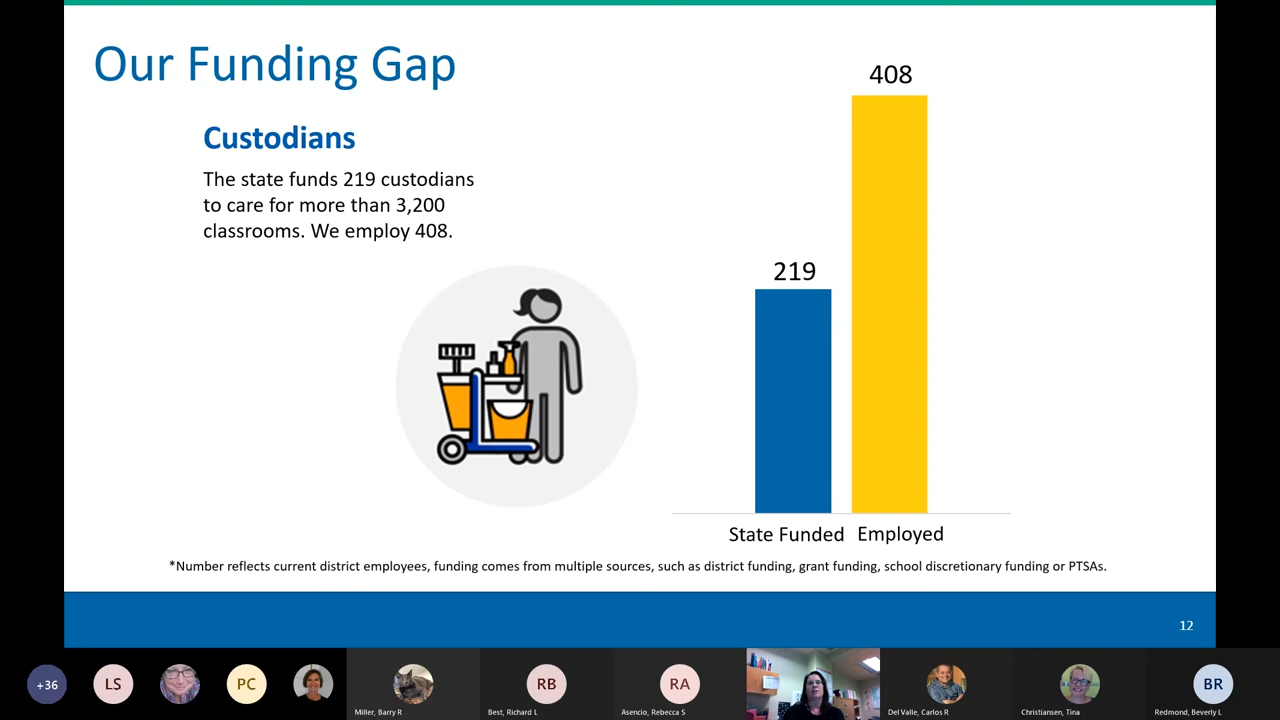 Our Funding Gap
Custodians
The state funds 219 custodians
to care for more than 3,200
classrooms. We employ 408.
408
219
State Funded
Employed
*Number reflects current district employees, funding comes from multiple sources, such as district funding, grant funding, school discretionary funding or PTSAs.
12
+36
LS
PC
Miller, Barry R
RB
Best, Richard L
RA
Asencio, Rebecca S
Del Valle, Carlos R
Christiansen, Tina
BR
Redmond, Beverly L